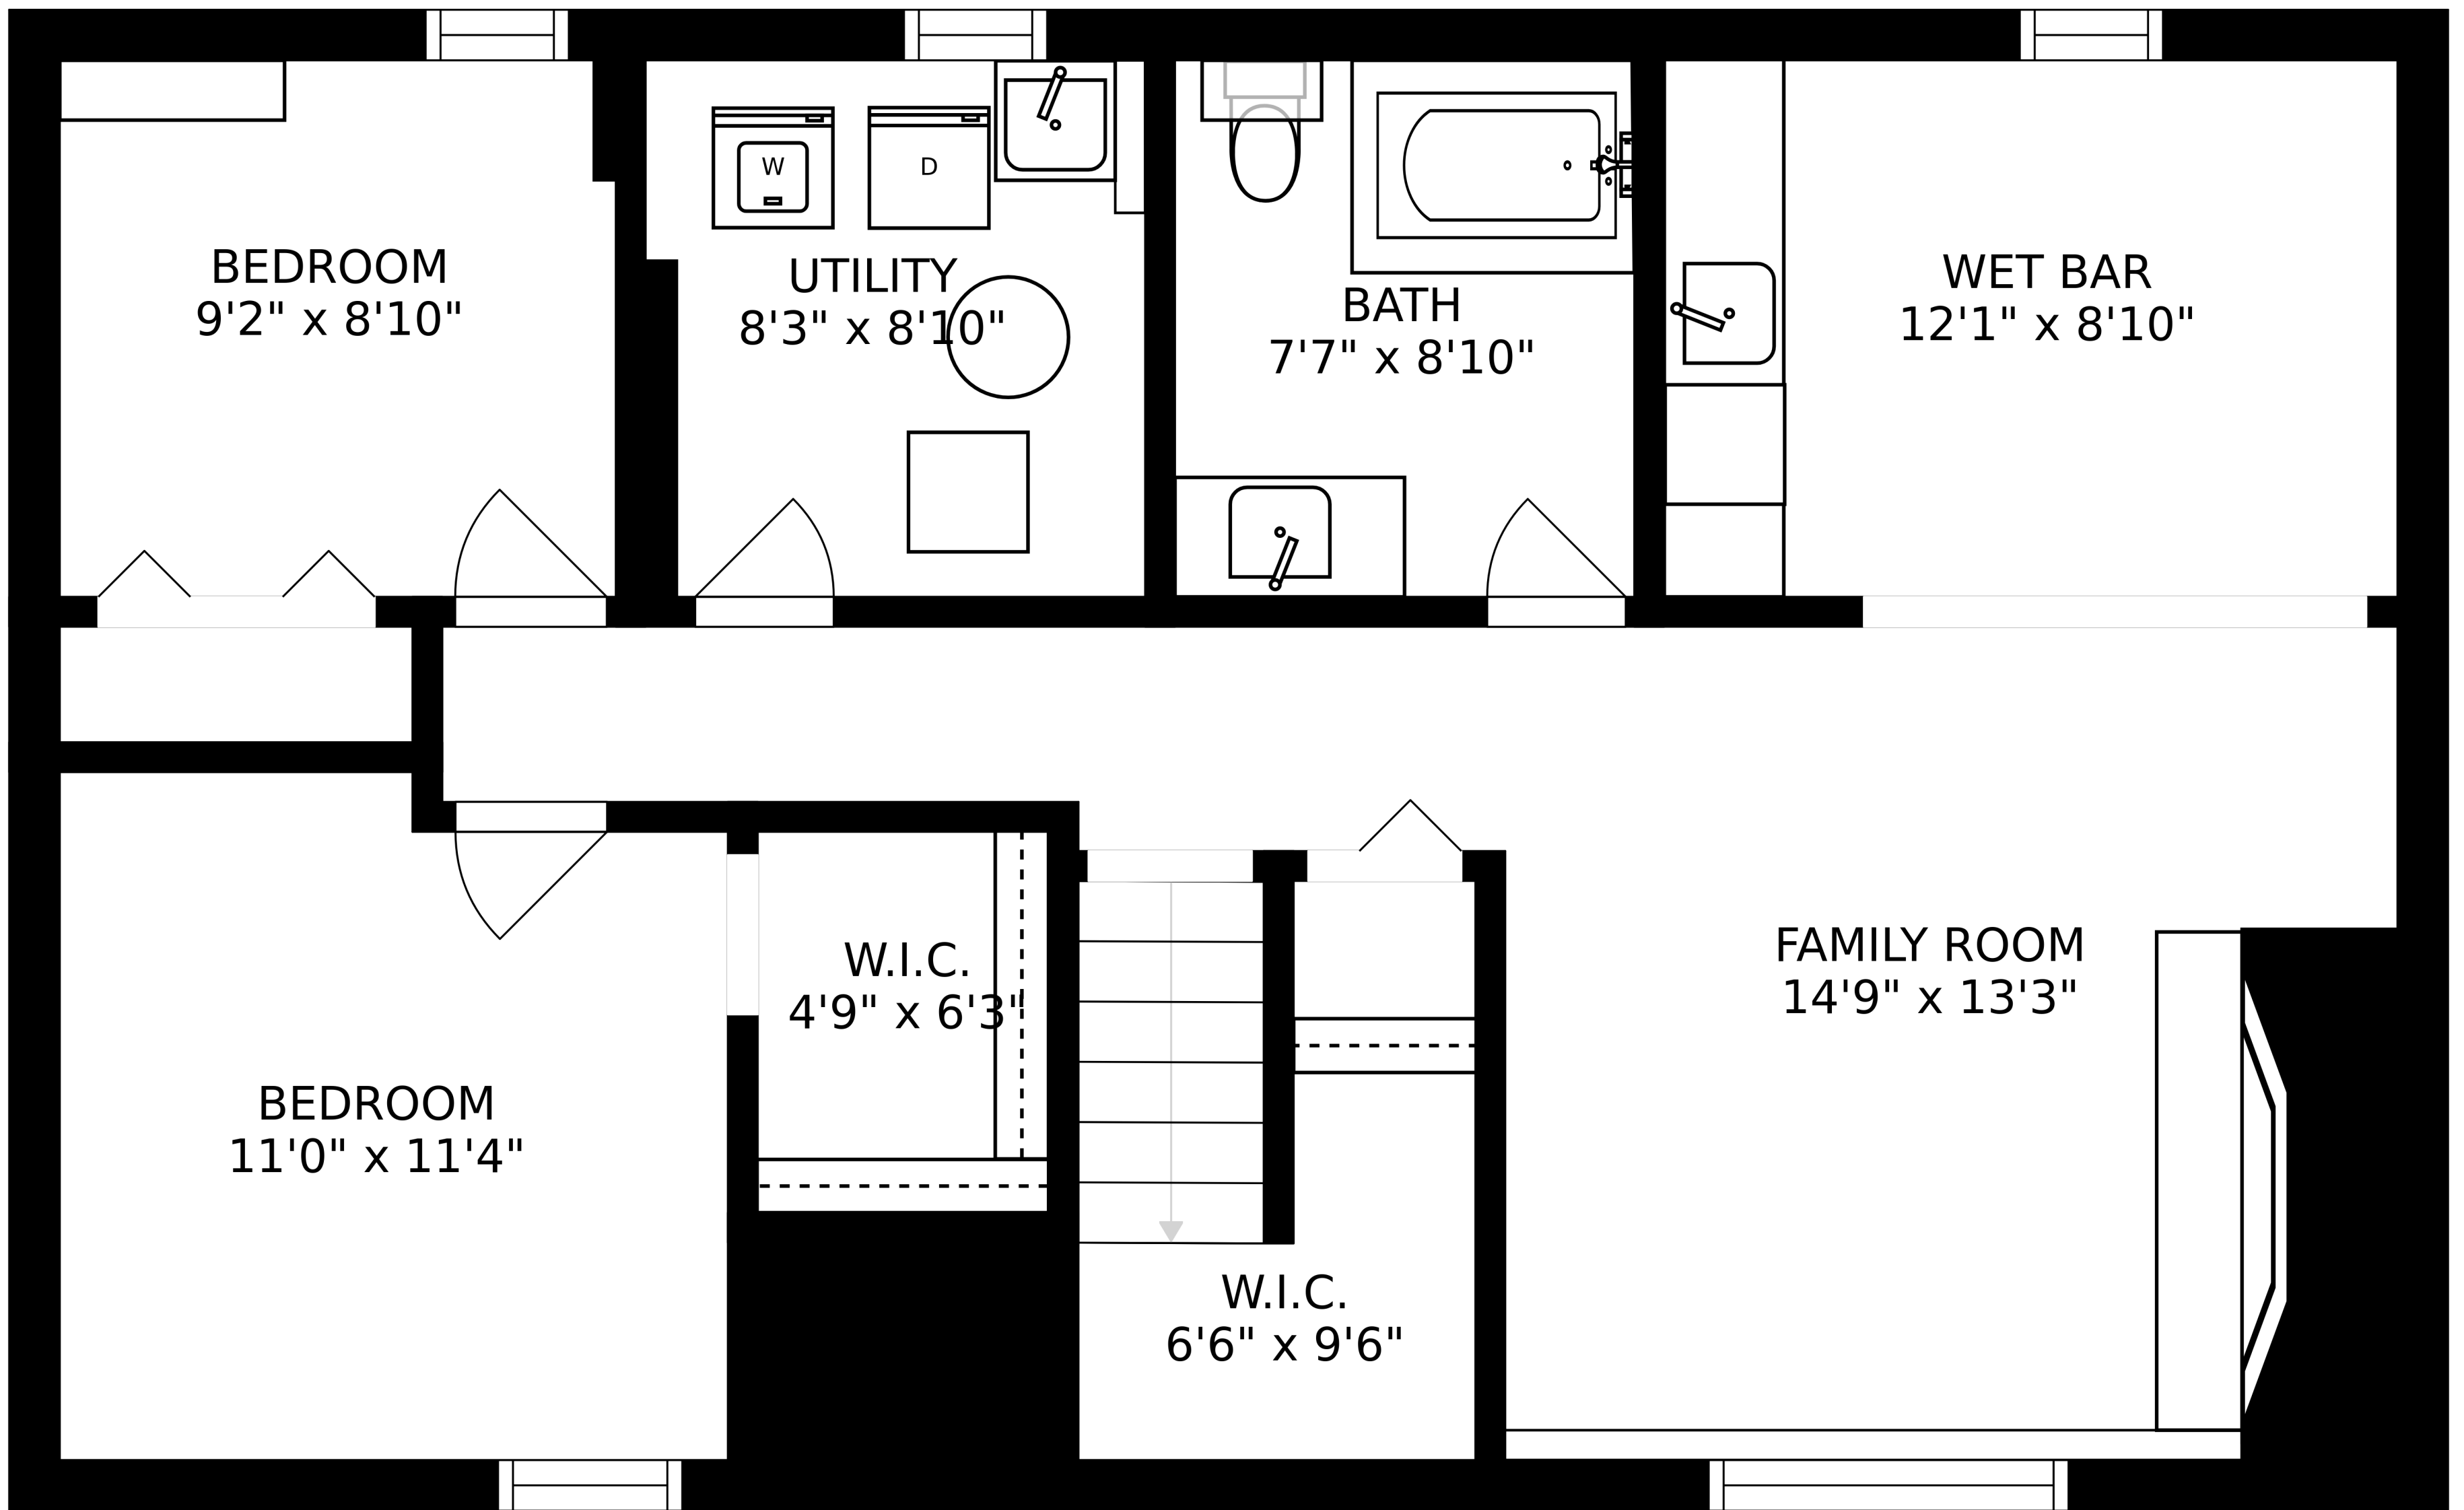 W
D
BEDROOM
9'2" x 8'10"
UTILITY
8'3" x 8'10"
BATH
7'7" x 8'10"
WET BAR
12'1" x 8'10"
W.I.C.
4'9" x 6'3"
FAMILY ROOM
14'9" x 13'3"
BEDROOM
11'0" x 11'4"
W.I.C.
6'6" x 9'6"